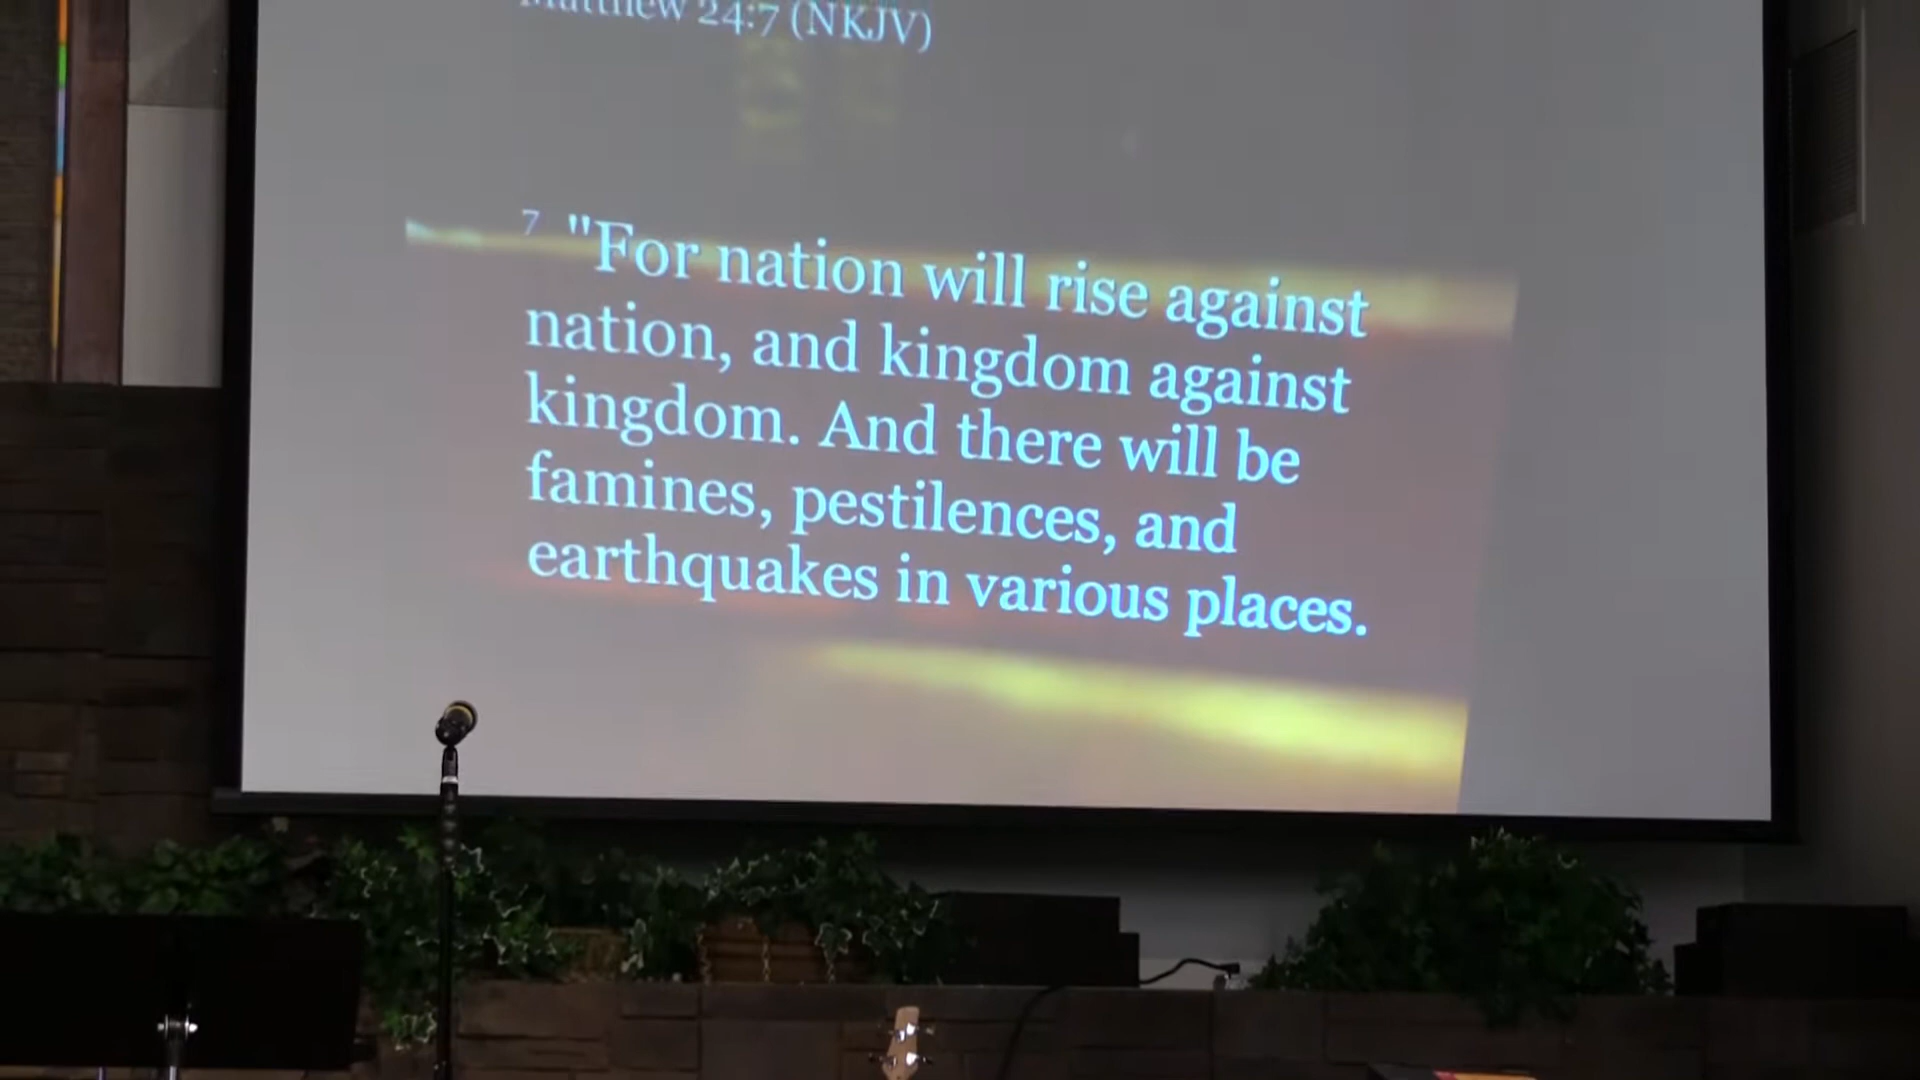 Matthew 24:7 (NKJV)
7 "For nation will rise against
nation, and kingdom against
kingdom. And there will be
famines, pestilences, and
earthquakes in various places.